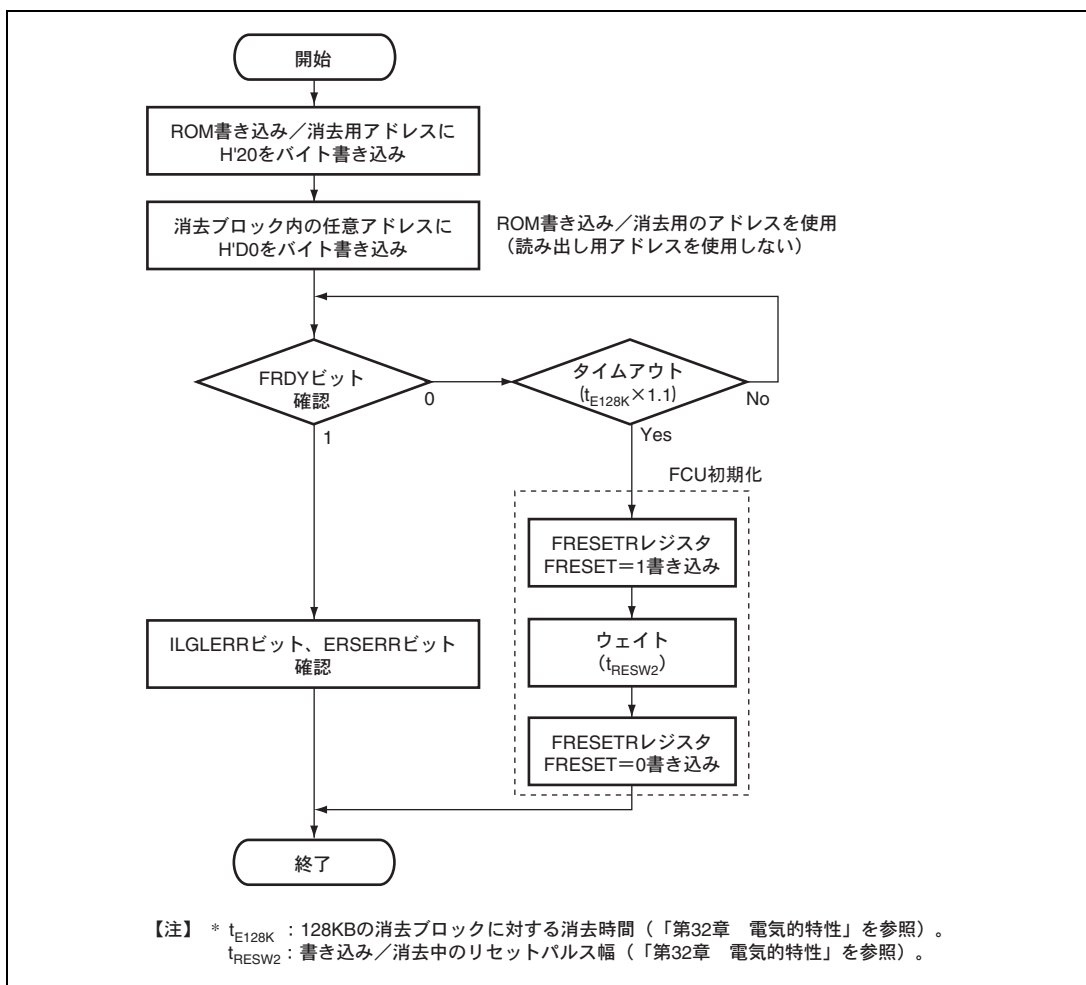 開始
ROM書き込み／消去用アドレスに
H'20をバイト書き込み
消去ブロック内の任意アドレスに
H'D0をバイト書き込み
ROM書き込み／消去用のアドレスを使用
（読み出し用アドレスを使用しない）
FRDYビット
確認
0
1
タイムアウト
(tE128K×1.1)
No
Yes
FCU初期化
FRESETRレジスタ
FRESET＝1書き込み
ウェイト
（tRESW2）
FRESETRレジスタ
FRESET＝0書き込み
ILGLERRビット、ERSERRビット
確認
終了
【注】 * tE128K ：128KBの消去ブロックに対する消去時間（「第32章　電気的特性」を参照）。
tRESW2：書き込み／消去中のリセットパルス幅（「第32章　電気的特性」を参照）。